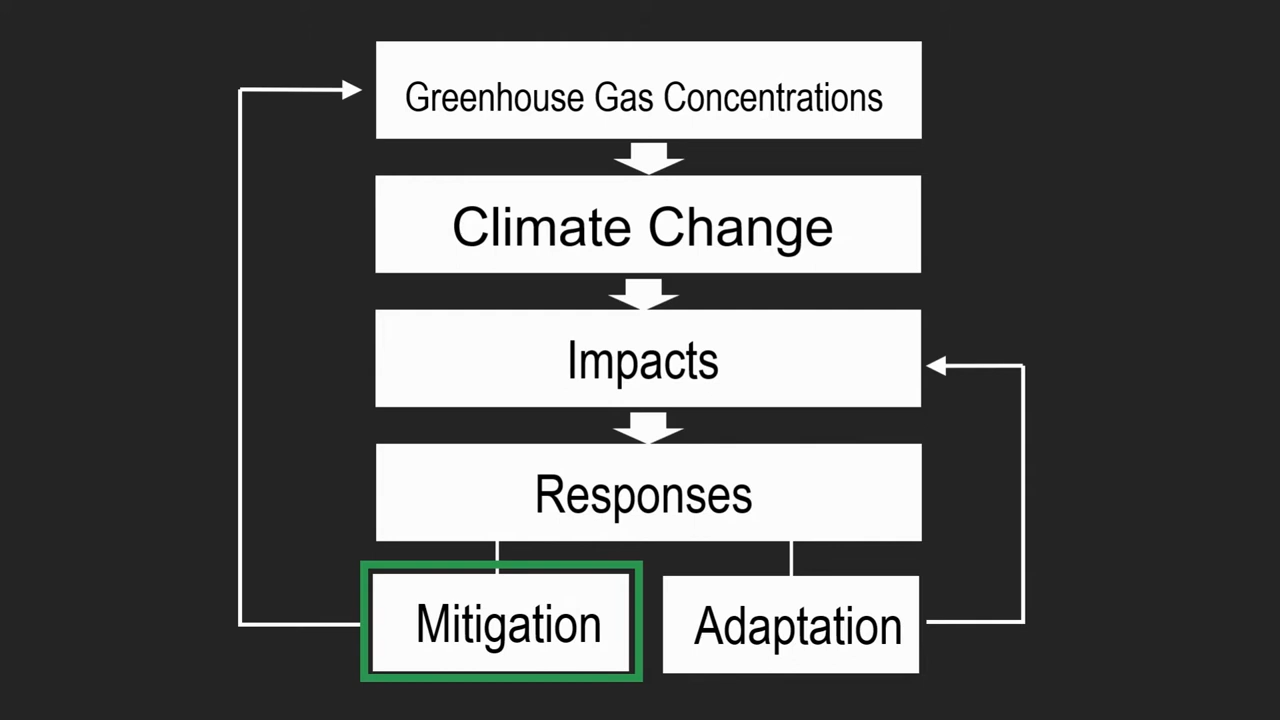 Greenhouse Gas Concentrations
Climate Change
Impacts
Responses
Mitigation
Adaptation